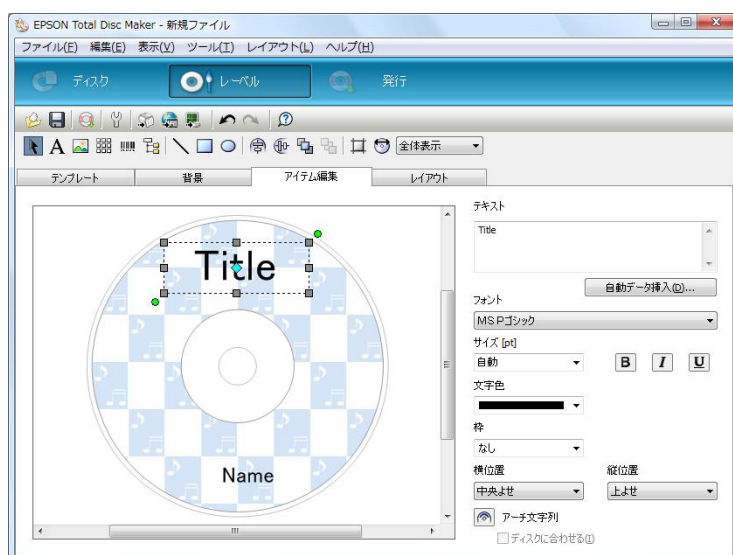 EPSON Total Disc Maker - 新規ファイル
ファイル(F) 編集(E) 表示(V) ツール(T) レイアウト(L) ヘルプ(H)
ディスク レーベル 発行
A 全体表示
テンプレート 背景 アイテム編集 レイアウト
テキスト
Title
自動データ挿入(D)...
フォント
MS Pゴシック
サイズ [pt]
自動 B I U
文字色
枠
なし
横位置 縦位置
中央よせ 上よせ
アーチ文字列
ディスクに合わせる(I)
Title
Name